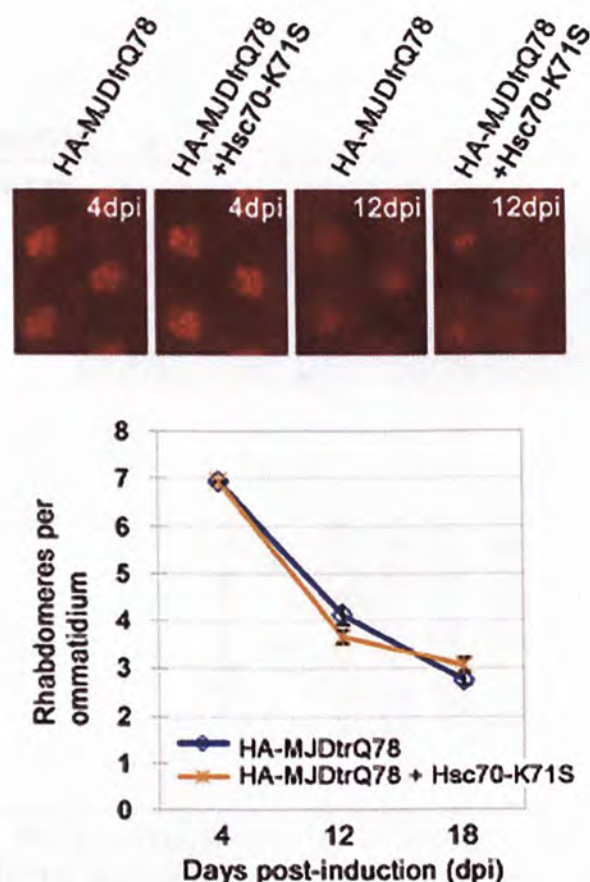 HA-MJDtrQ78
HA-MJDtrQ78
+Hsc70-K71S
HA-MJDtrQ78
HA-MJDtrQ78
+Hsc70-K71S
4dpi
4dpi
12dpi
12dpi
8
7
6
5
4
3
2
1
0
Rhabdomeres per
ommatidium
HA-MJDtrQ78
HA-MJDtrQ78 + Hsc70-K71S
4
12
18
Days post-induction (dpi)